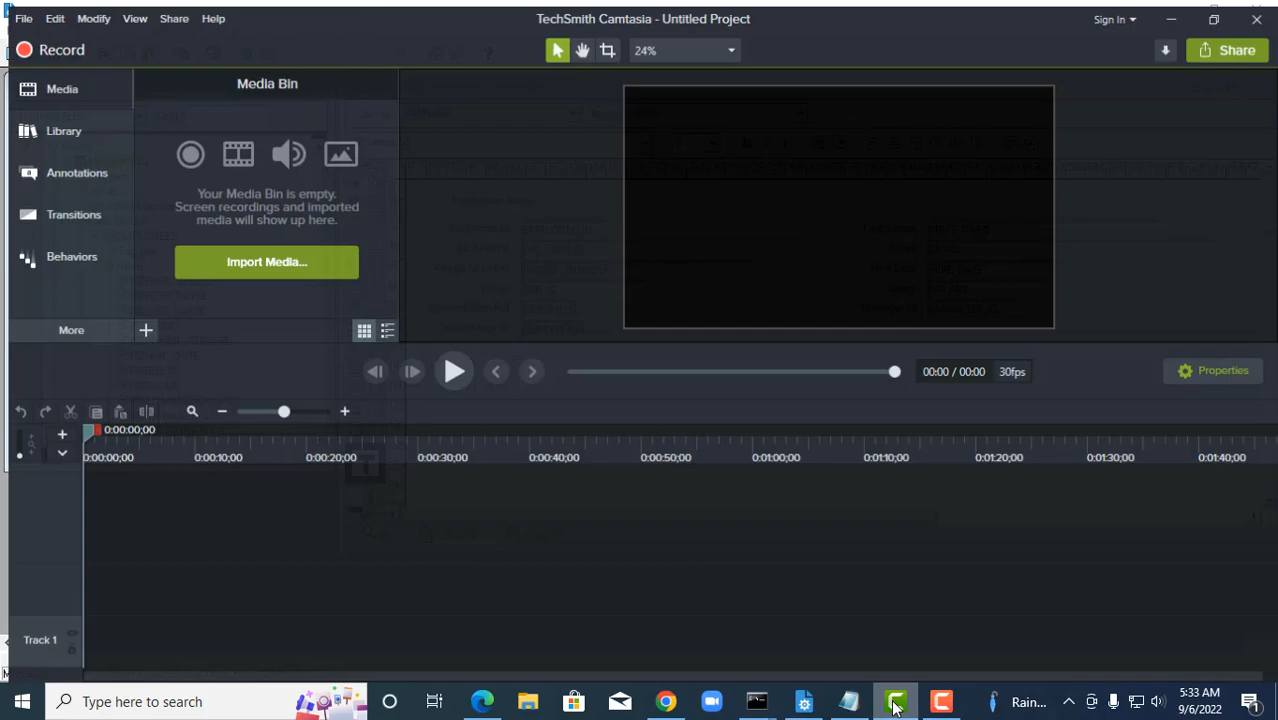 File Edit Modify View Share Help
TechSmith Camtasia - Untitled Project
Sign In
Record
24%
Share
Media
Library
Annotations
Transitions
Behaviors
More
Media Bin
Your Media Bin is empty.
Screen recordings and imported
media will show up here.
Import Media...
00:00 / 00:00 30fps
Properties
0:00:00;00
0:00:00;00 0:00:10;00 0:00:20;00 0:00:30;00 0:00:40;00 0:00:50;00 0:01:00;00 0:01:10;00 0:01:20;00 0:01:30;00 0:01:40;00
Track 1
Type here to search
Rain...
5:33 AM
9/6/2022
1